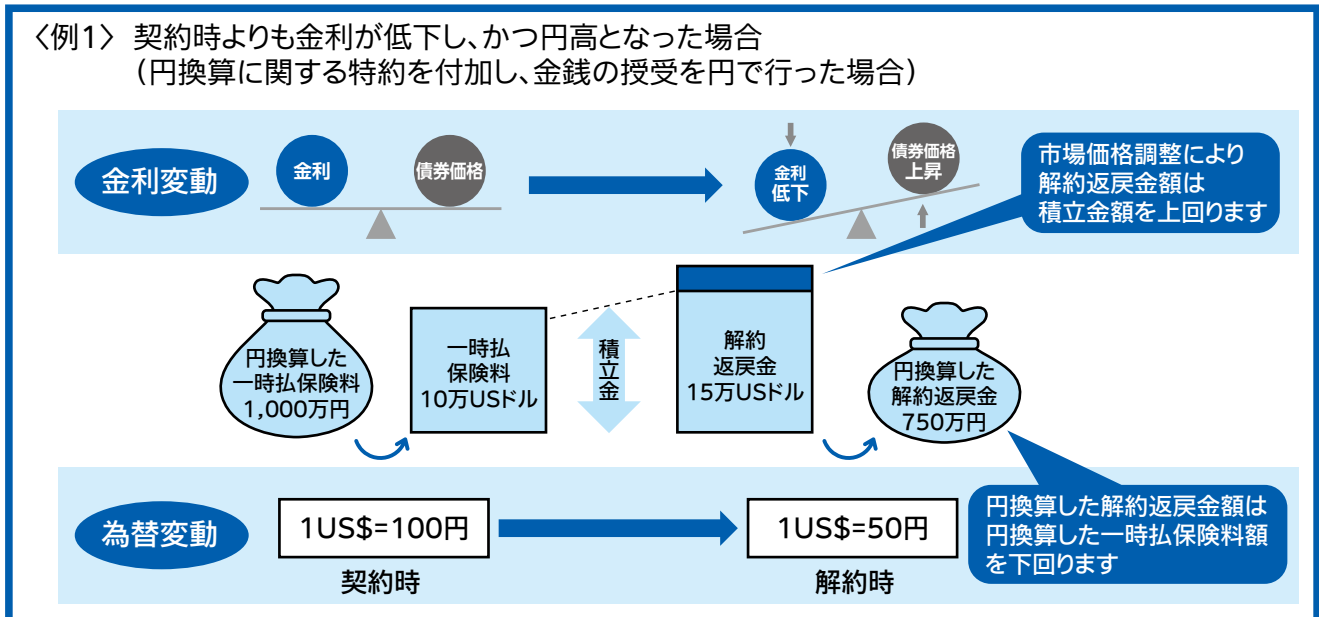 〈例1〉 契約時よりも金利が低下し、かつ円高となった場合
（円換算に関する特約を付加し、金銭の授受を円で行った場合）
金利変動
金利
債券価格
金利
低下
債券価格
上昇
市場価格調整により
解約返戻金額は
積立金額を上回ります
円換算した
一時払保険料
1,000万円
一時払
保険料
10万USドル
積立金
解約
返戻金
15万USドル
円換算した
解約返戻金
750万円
為替変動
1US$=100円
契約時
1US$=50円
解約時
円換算した解約返戻金額は
円換算した一時払保険料額
を下回ります